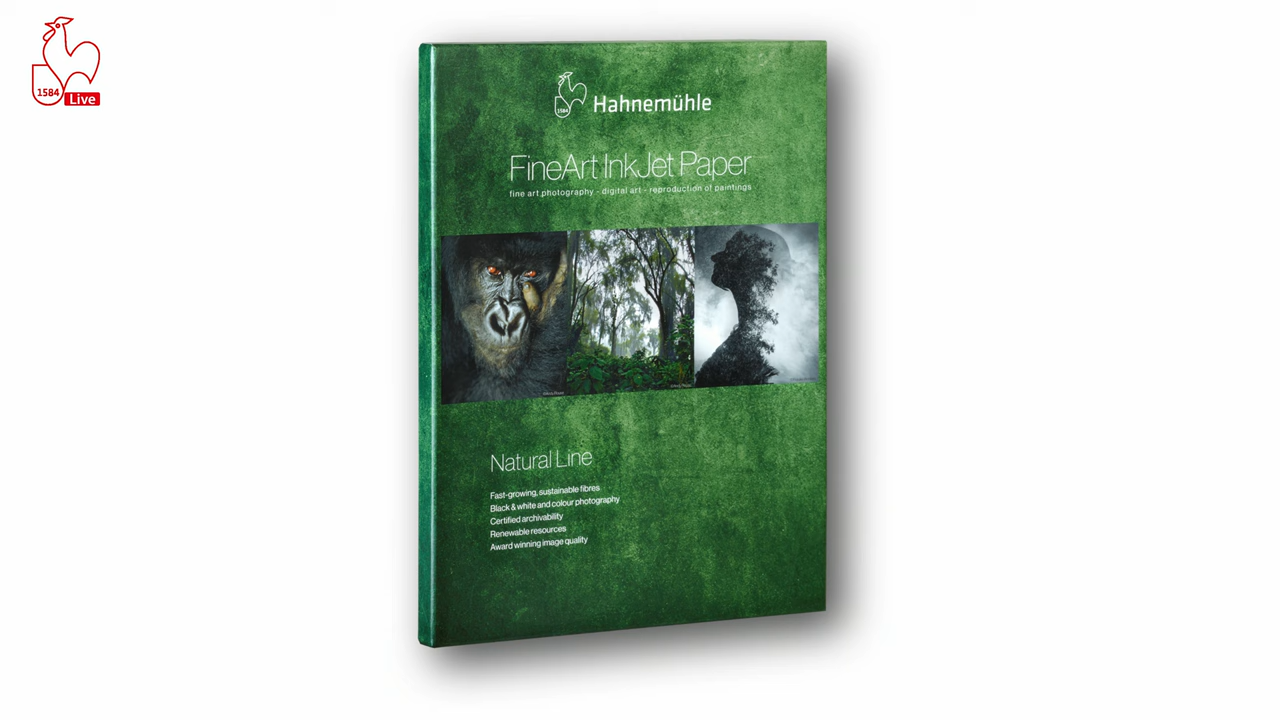 1584
Live
1584
Hahnemühle
FineArt InkJet Paper
fine art photography - digital art - reproduction of paintings
Natural Line
Fast-growing, sustainable fibres
Black & white and colour photography
Certified archivability
Renewable resources
Award winning image quality